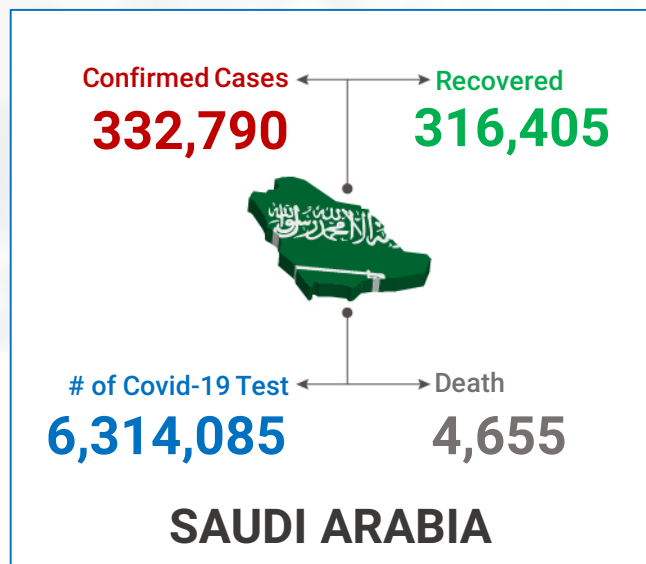 Confirmed Cases
332,790
Recovered
316,405
# of Covid-19 Test
6,314,085
Death
4,655
SAUDI ARABIA